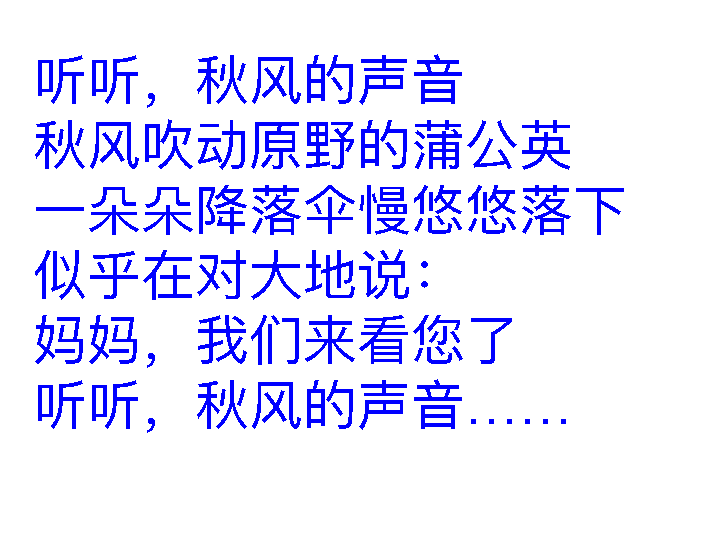 听听，秋风的声音
秋风吹动原野的蒲公英
一朵朵降落伞慢悠悠落下
似乎在对大地说：
妈妈，我们来看您了
听听，秋风的声音……